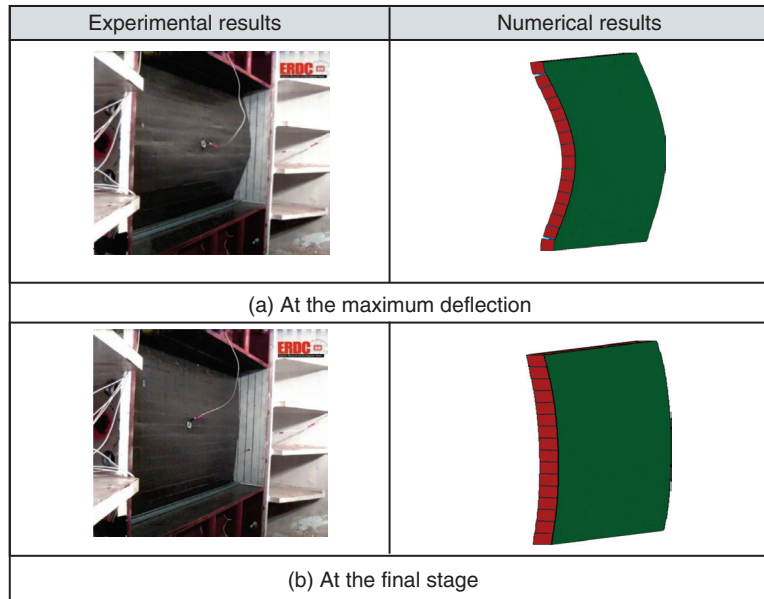 Experimental results
Numerical results
ERDC
(a) At the maximum deflection
ERDC
(b) At the final stage